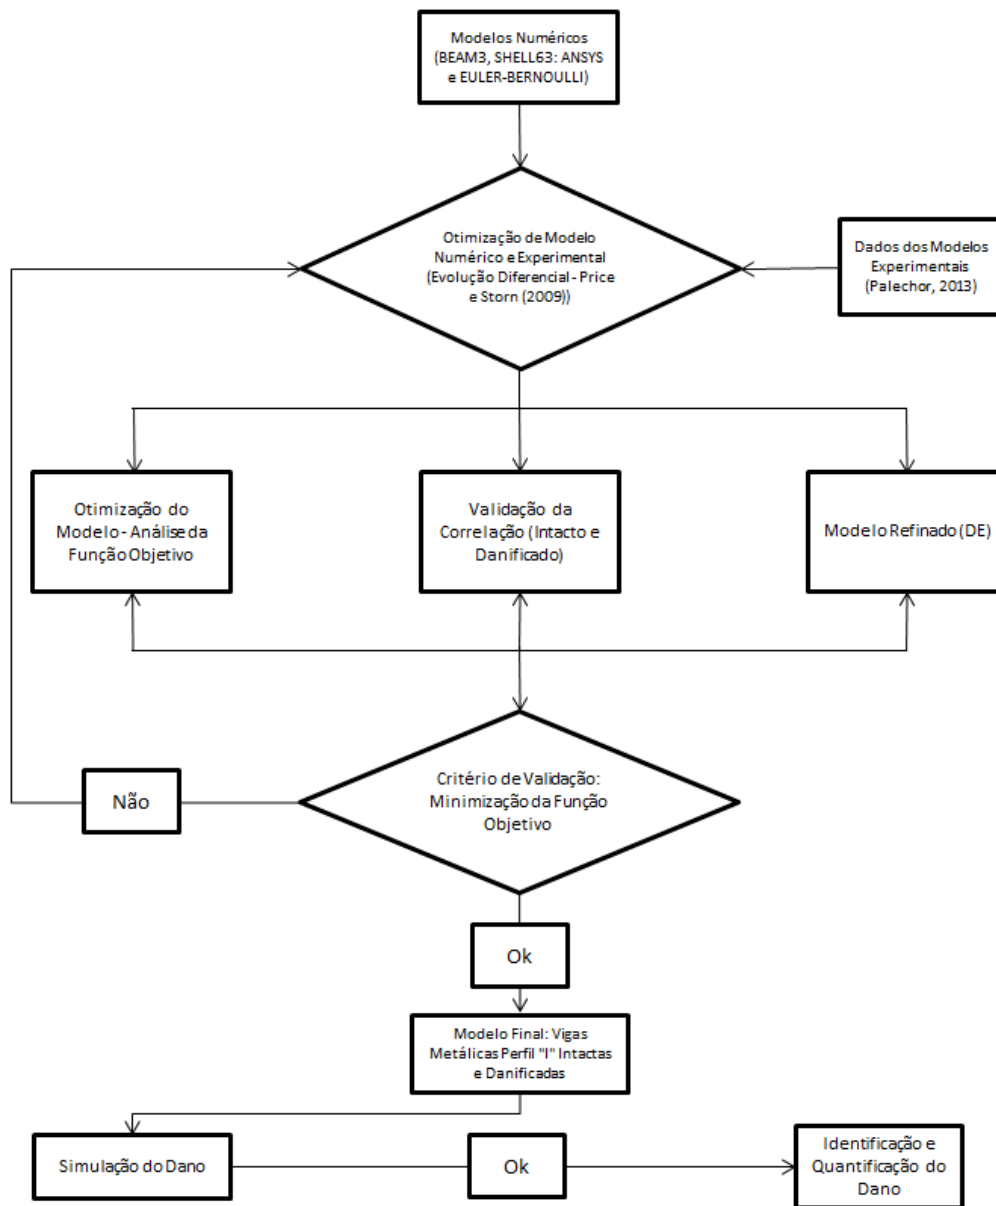 Modelos Numéricos
(BEAM3, SHELL63: ANSYS
e EULER-BERNOULLI)
Otimização de Modelo
Numérico e Experimental
(Evolução Diferencial - Price
e Storn (2009))
Dados dos Modelos
Experimentais
(Palechor, 2013)
Otimização do
Modelo - Análise da
Função Objetivo
Validação da
Correlação (Intacto e
Danificado)
Modelo Refinado (DE)
Critério de Validação:
Minimização da Função
Objetivo
Não
Ok
Modelo Final: Vigas
Metálicas Perfil "I" Intactas
e Danificadas
Simulação do Dano
Ok
Identificação e
Quantificação do
Dano